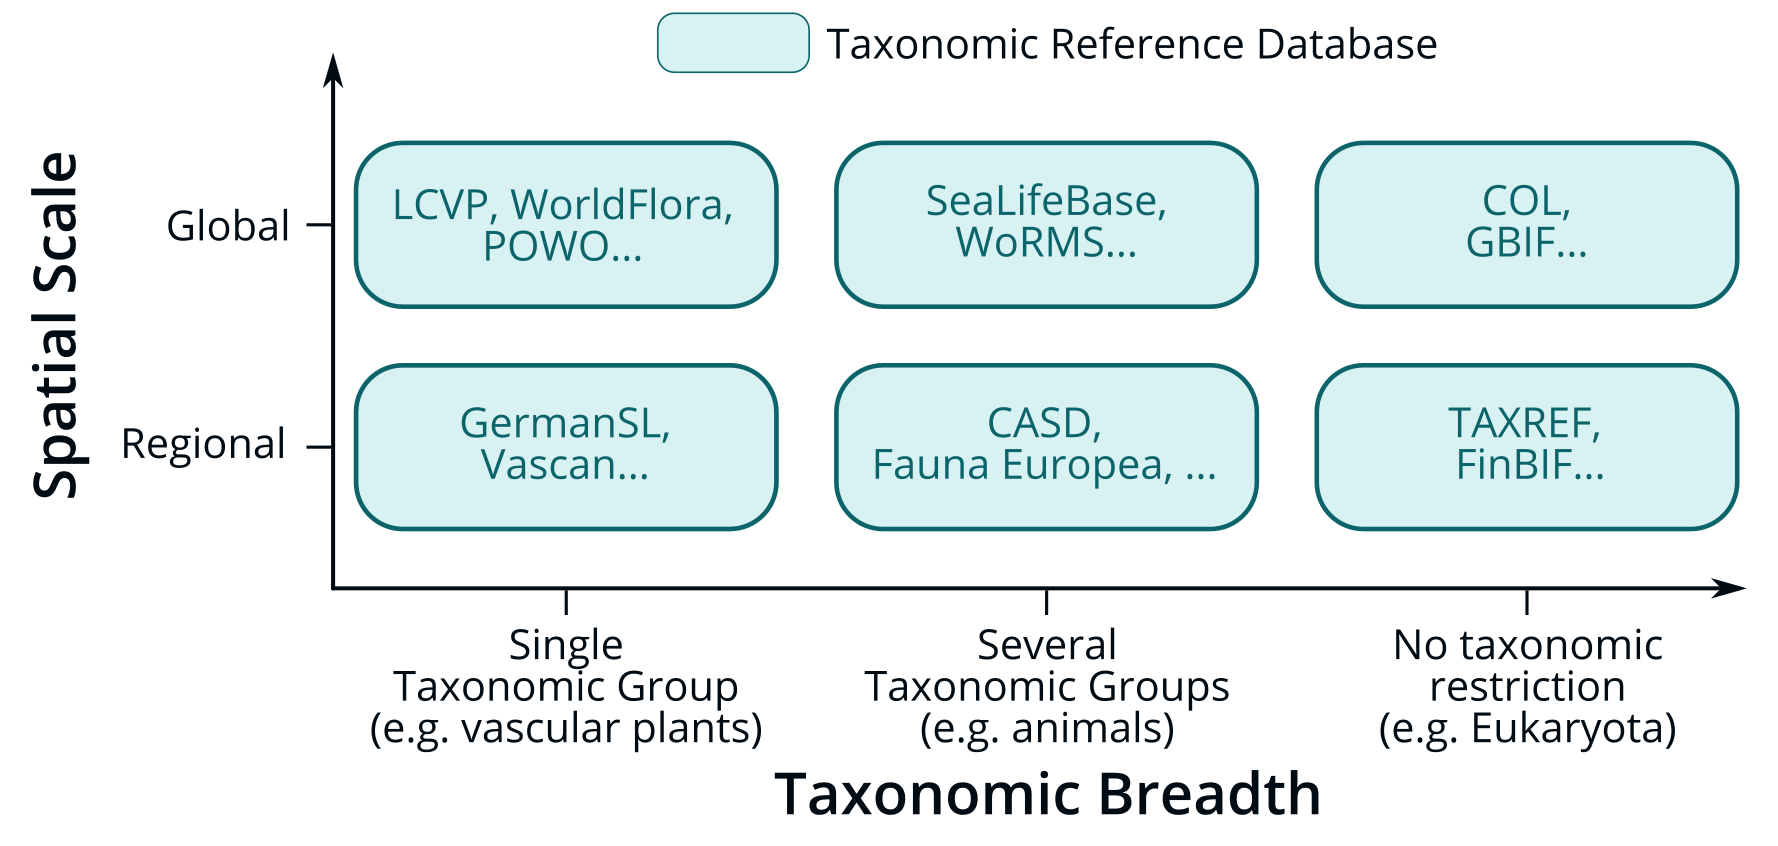 Taxonomic Reference Database
Spatial Scale
Global
LCVP, WorldFlora,
POWO...
SeaLifeBase,
WoRMS...
COL,
GBIF...
Regional
GermanSL,
Vascan...
CASD,
Fauna Europea, ...
TAXREF,
FinBIF...
Single
Taxonomic Group
(e.g. vascular plants)
Several
Taxonomic Groups
(e.g. animals)
No taxonomic
restriction
(e.g. Eukaryota)
Taxonomic Breadth